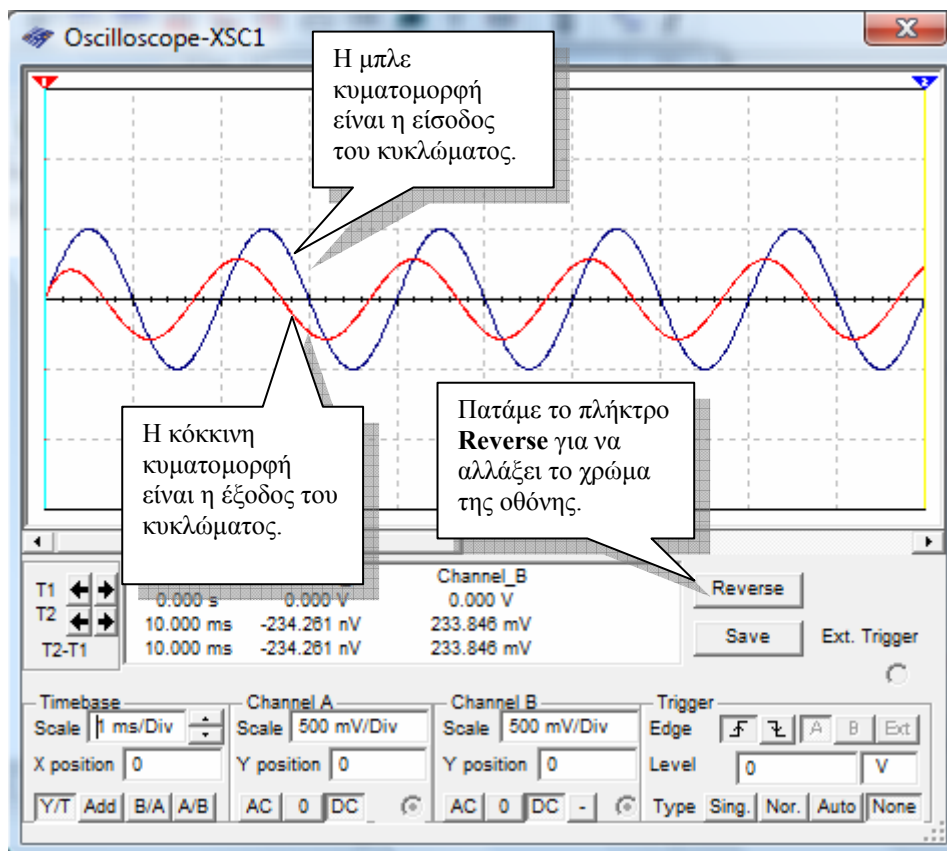 Oscilloscope-XSC1
Η μπλε
κυματομορφή
είναι η είσοδος
του κυκλώματος.
1
2
Η κόκκινη
κυματομορφή
είναι η έξοδος του
κυκλώματος.
Πατάμε το πλήκτρο
Reverse για να
αλλάξει το χρώμα
της οθόνης.
T1
T2
T2-T1
Channel_B
0.000 s 0.000 V 0.000 V
10.000 ms -234.261 nV 233.846 mV
10.000 ms -234.261 nV 233.846 mV
Reverse
Save
Ext. Trigger
Timebase
Scale 1 ms/Div
X position 0
Y/T Add B/A A/B
Channel A
Scale 500 mV/Div
Y position 0
AC 0 DC
Channel B
Scale 500 mV/Div
Y position 0
AC 0 DC -
Trigger
Edge A B Ext
Level 0 V
Type Sing. Nor. Auto None